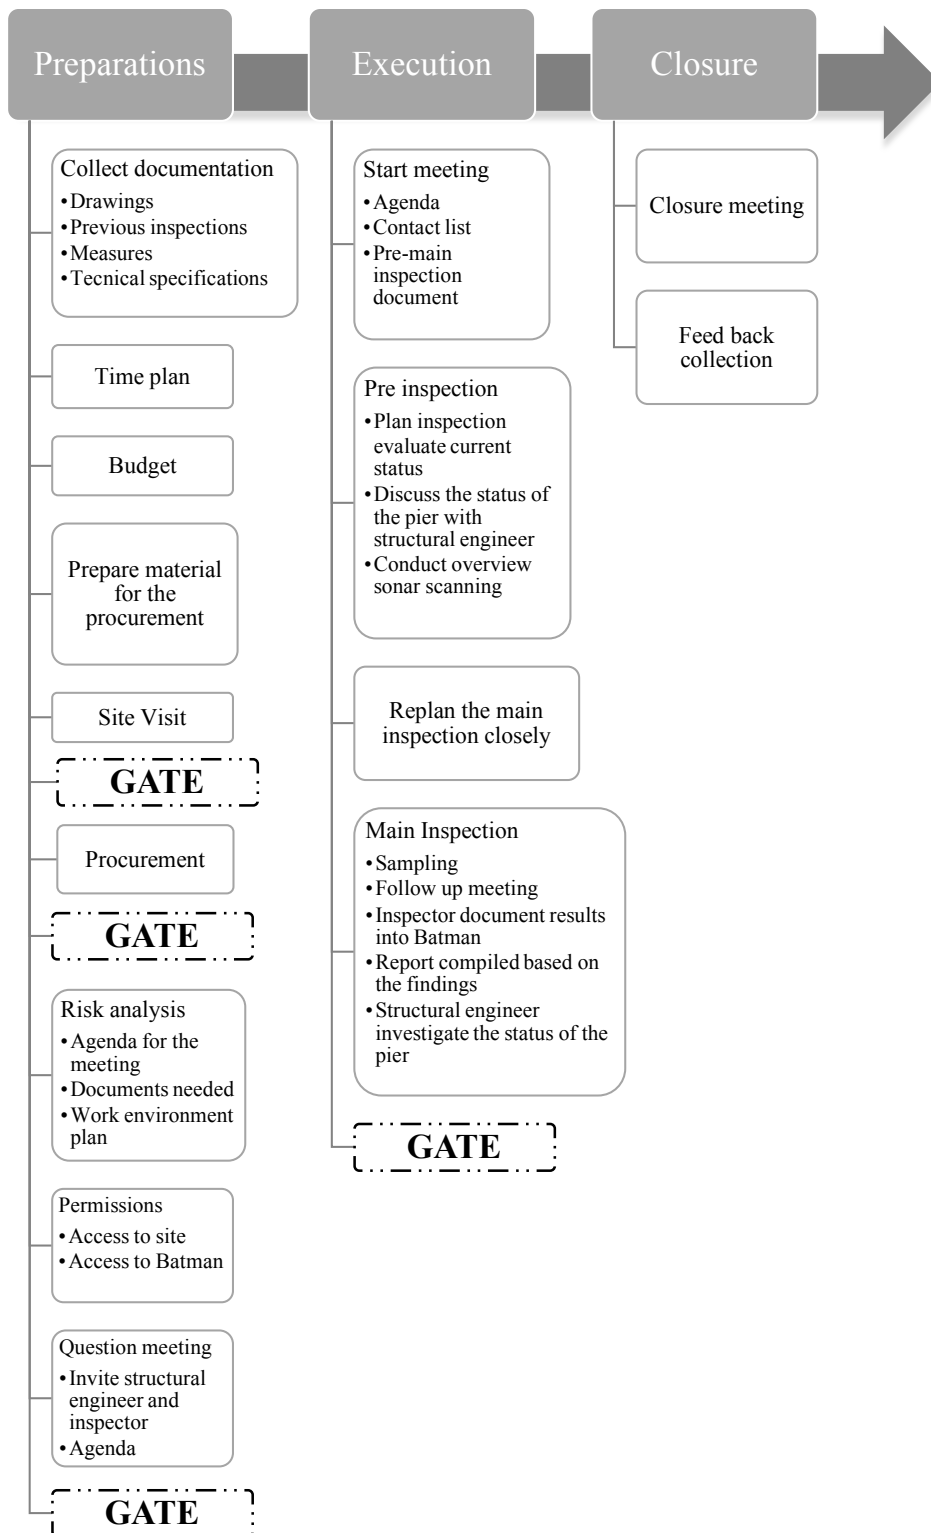 Preparations
Execution
Closure
Collect documentation
•Drawings
•Previous inspections
•Measures
•Tecnical specifications
Time plan
Budget
Prepare material
for the
procurement
Site Visit
GATE
Procurement
GATE
Risk analysis
•Agenda for the
meeting
•Documents needed
•Work environment
plan
Permissions
•Access to site
•Access to Batman
Question meeting
•Invite structural
engineer and
inspector
•Agenda
GATE
Start meeting
•Agenda
•Contact list
•Pre-main
inspection
document
Pre inspection
•Plan inspection
evaluate current
status
•Discuss the status of
the pier with
structural engineer
•Conduct overview
sonar scanning
Replan the main
inspection closely
Main Inspection
•Sampling
•Follow up meeting
•Inspector document results
into Batman
•Report compiled based on
the findings
•Structural engineer
investigate the status of the
pier
GATE
Closure meeting
Feed back
collection